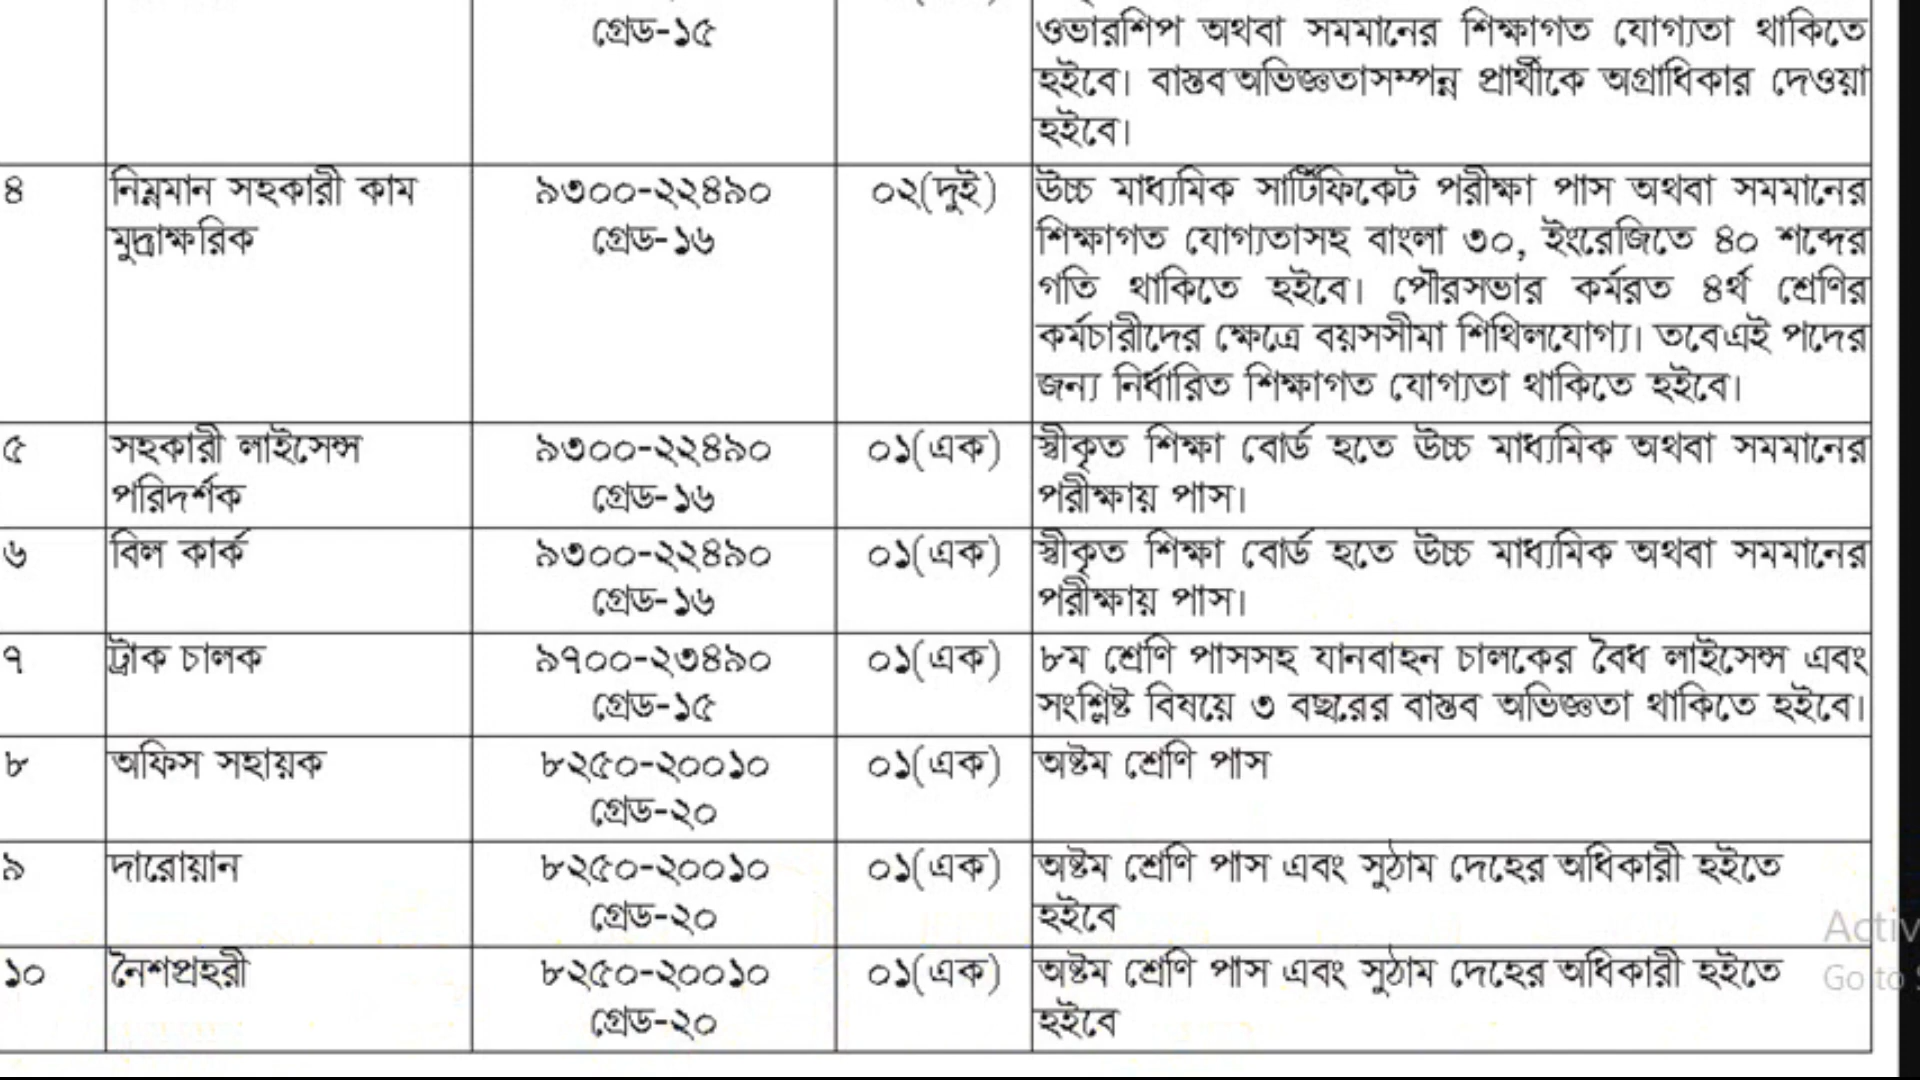 গ্রেড-১৫
ওভারশিপ অথবা সমমানের শিক্ষাগত যোগ্যতা থাকিতে
হইবে। বাস্তব অভিজ্ঞতাসম্পন্ন প্রার্থীকে অগ্রাধিকার দেওয়া
হইবে।
৪
নিম্নমান সহকারী কাম
মুদ্রাক্ষরিক
৯৩০০-২২৪৯০
গ্রেড-১৬
০২(দুই)
উচ্চ মাধ্যমিক সার্টিফিকেট পরীক্ষা পাস অথবা সমমানের
শিক্ষাগত যোগ্যতাসহ বাংলা ৩০, ইংরেজিতে ৪০ শব্দের
গতি থাকিতে হইবে। পৌরসভার কর্মরত ৪র্থ শ্রেণির
কর্মচারীদের ক্ষেত্রে বয়সসীমা শিথিলযোগ্য। তবে এই পদের
জন্য নির্ধারিত শিক্ষাগত যোগ্যতা থাকিতে হইবে।
৫
সহকারী লাইসেন্স
পরিদর্শক
৯৩০০-২২৪৯০
গ্রেড-১৬
০১(এক)
স্বীকৃত শিক্ষা বোর্ড হতে উচ্চ মাধ্যমিক অথবা সমমানের
পরীক্ষায় পাস।
৬
বিল কার্ক
৯৩০০-২২৪৯০
গ্রেড-১৬
০১(এক)
স্বীকৃত শিক্ষা বোর্ড হতে উচ্চ মাধ্যমিক অথবা সমমানের
পরীক্ষায় পাস।
৭
ট্রাক চালক
৯৭০০-২৩৪৯০
গ্রেড-১৫
০১(এক)
৮ম শ্রেণি পাসসহ যানবাহন চালকের বৈধ লাইসেন্স এবং
সংশ্লিষ্ট বিষয়ে ৩ বছরের বাস্তব অভিজ্ঞতা থাকিতে হইবে।
৮
অফিস সহায়ক
৮২৫০-২০০১০
গ্রেড-২০
০১(এক)
অষ্টম শ্রেণি পাস
৯
দারোয়ান
৮২৫০-২০০১০
গ্রেড-২০
০১(এক)
অষ্টম শ্রেণি পাস এবং সুঠাম দেহের অধিকারী হইতে
হইবে
১০
নৈশপ্রহরী
৮২৫০-২০০১০
গ্রেড-২০
০১(এক)
অষ্টম শ্রেণি পাস এবং সুঠাম দেহের অধিকারী হইতে
হইবে
Activ
Go to S